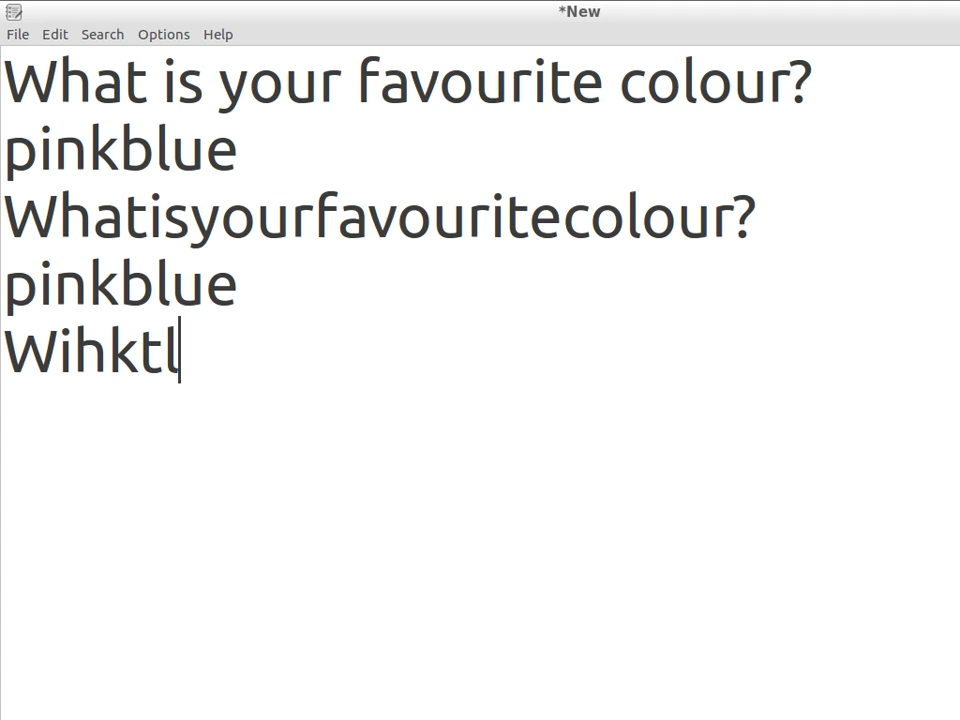 *New
File Edit Search Options Help
What is your favourite colour?
pinkblue
Whatisyourfavouritecolour?
pinkblue
Wihktl